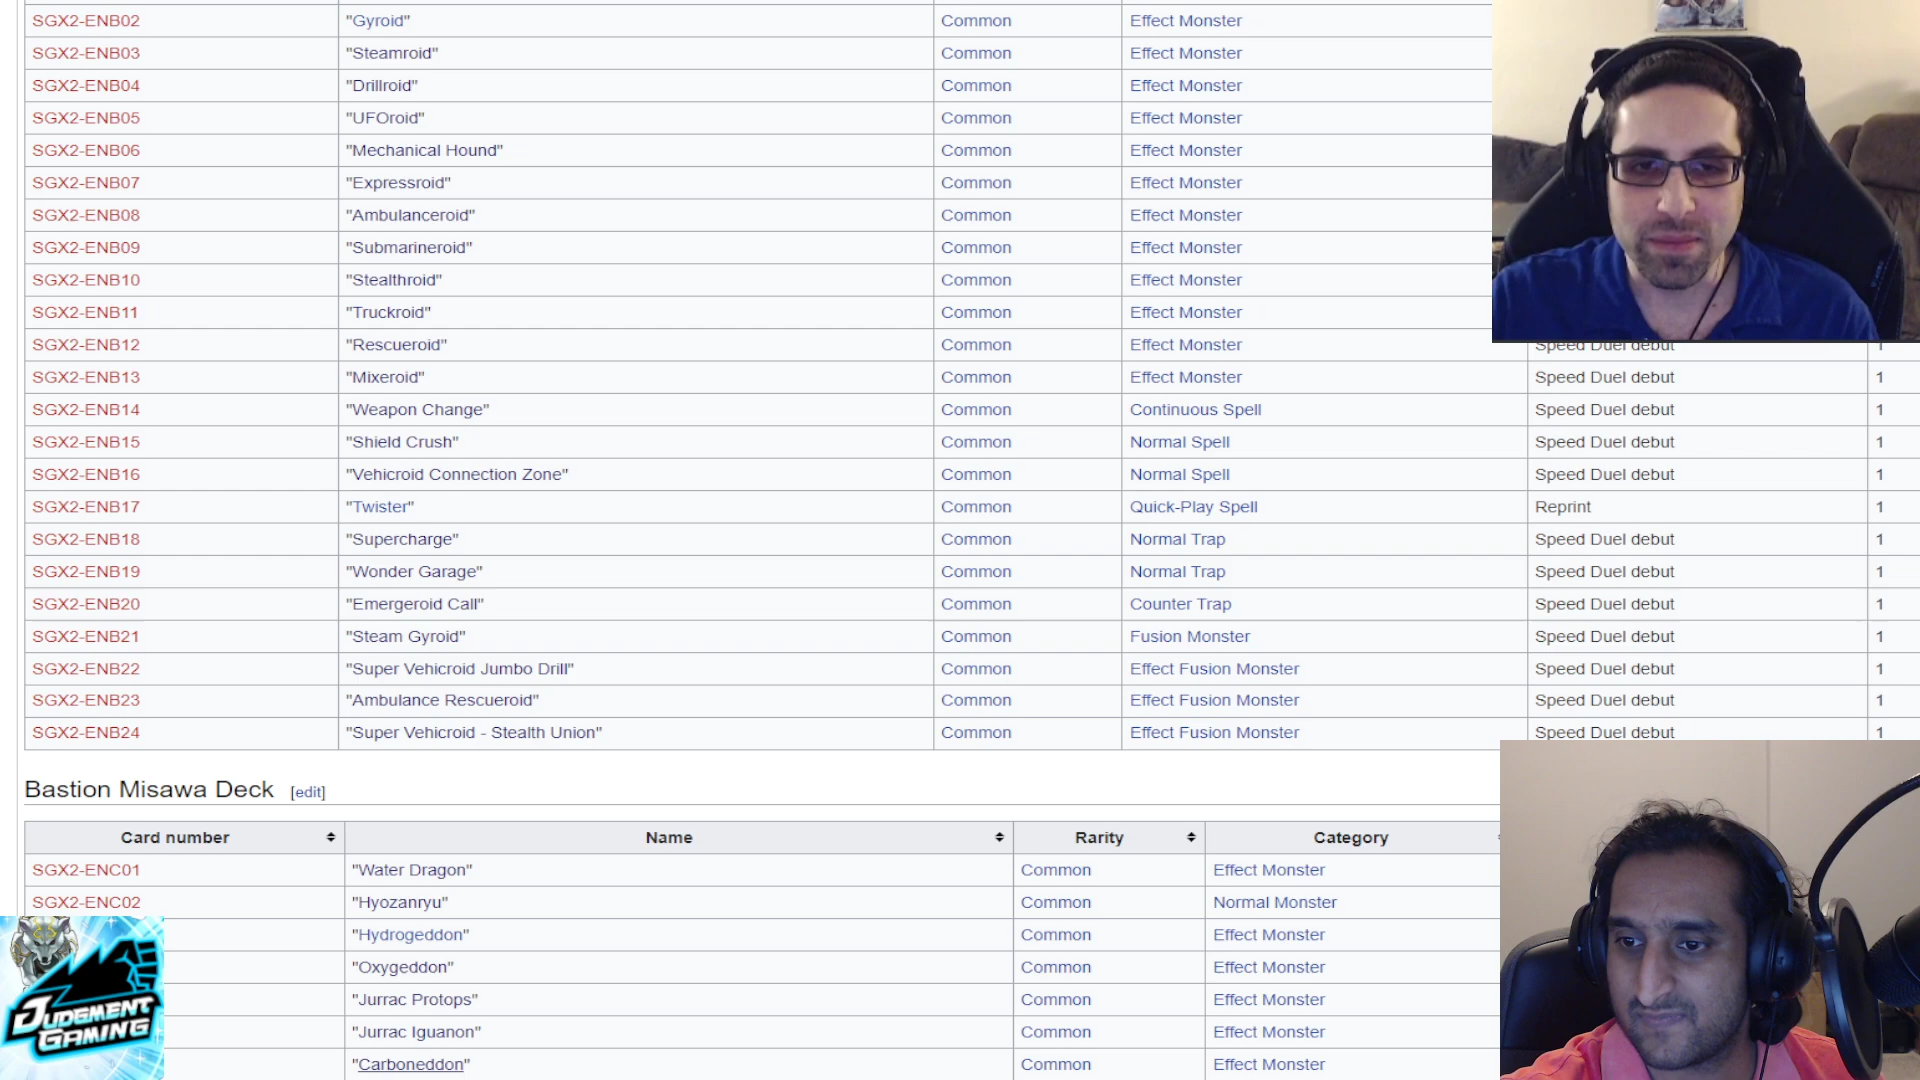 SGX2-ENB02 "Gyroid" Common Effect Monster
SGX2-ENB03 "Steamroid" Common Effect Monster
SGX2-ENB04 "Drillroid" Common Effect Monster
SGX2-ENB05 "UFOroid" Common Effect Monster
SGX2-ENB06 "Mechanical Hound" Common Effect Monster
SGX2-ENB07 "Expressroid" Common Effect Monster
SGX2-ENB08 "Ambulanceroid" Common Effect Monster
SGX2-ENB09 "Submarineroid" Common Effect Monster
SGX2-ENB10 "Stealthroid" Common Effect Monster
SGX2-ENB11 "Truckroid" Common Effect Monster
SGX2-ENB12 "Rescueroid" Common Effect Monster Speed Duel debut 1
SGX2-ENB13 "Mixeroid" Common Effect Monster Speed Duel debut 1
SGX2-ENB14 "Weapon Change" Common Continuous Spell Speed Duel debut 1
SGX2-ENB15 "Shield Crush" Common Normal Spell Speed Duel debut 1
SGX2-ENB16 "Vehicroid Connection Zone" Common Normal Spell Speed Duel debut 1
SGX2-ENB17 "Twister" Common Quick-Play Spell Reprint 1
SGX2-ENB18 "Supercharge" Common Normal Trap Speed Duel debut 1
SGX2-ENB19 "Wonder Garage" Common Normal Trap Speed Duel debut 1
SGX2-ENB20 "Emergeroid Call" Common Counter Trap Speed Duel debut 1
SGX2-ENB21 "Steam Gyroid" Common Fusion Monster Speed Duel debut 1
SGX2-ENB22 "Super Vehicroid Jumbo Drill" Common Effect Fusion Monster Speed Duel debut 1
SGX2-ENB23 "Ambulance Rescueroid" Common Effect Fusion Monster Speed Duel debut 1
SGX2-ENB24 "Super Vehicroid - Stealth Union" Common Effect Fusion Monster Speed Duel debut 1
Bastion Misawa Deck [edit]
Card number Name Rarity Category
SGX2-ENC01 "Water Dragon" Common Effect Monster
SGX2-ENC02 "Hyozanryu" Common Normal Monster
"Hydrogeddon" Common Effect Monster
"Oxygeddon" Common Effect Monster
"Jurrac Protops" Common Effect Monster
"Jurrac Iguanon" Common Effect Monster
"Carboneddon" Common Effect Monster
JUDGMENT
GAMING